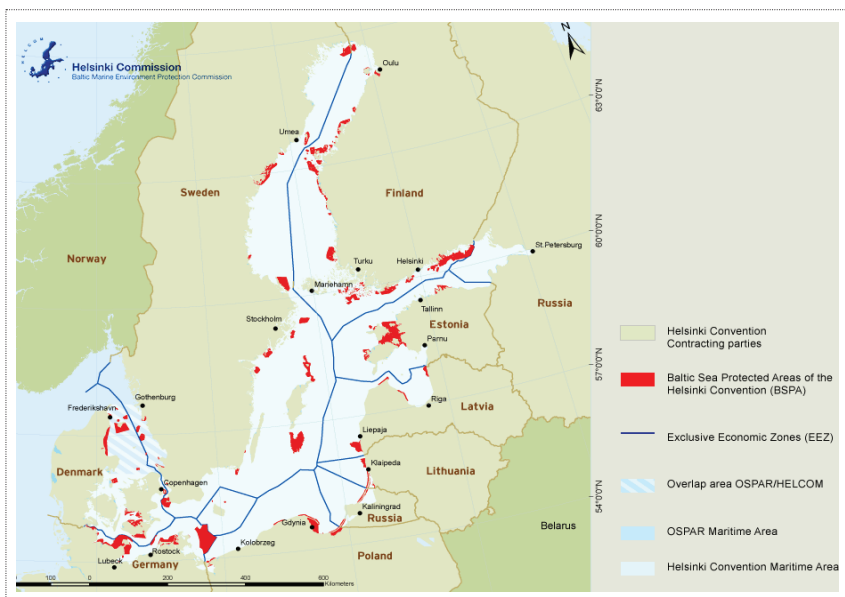 Helsinki Commission
Baltic Marine Environment Protection Commission
N
Oulu
63°0'0"N
Umea
Sweden
Finland
St.Petersburg
60°0'0"N
Norway
Turku
Helsinki
Mariehamn
Tallinn
Russia
Stockholm
Estonia
Parnu
Helsinki Convention
Contracting parties
57°0'0"N
Baltic Sea Protected Areas of the
Helsinki Convention (BSPA)
Gothenburg
Riga
Latvia
Frederikshavn
Liepaja
Exclusive Economic Zones (EEZ)
Denmark
Klaipeda
Lithuania
Copenhagen
Overlap area OSPAR/HELCOM
54°0'0"N
Kaliningrad
Russia
Gdynia
Belarus
OSPAR Maritime Area
Kolobrzeg
Rostock
Poland
Lubeck
Germany
Helsinki Convention Maritime Area
100
0
200
400
600
Kilometers